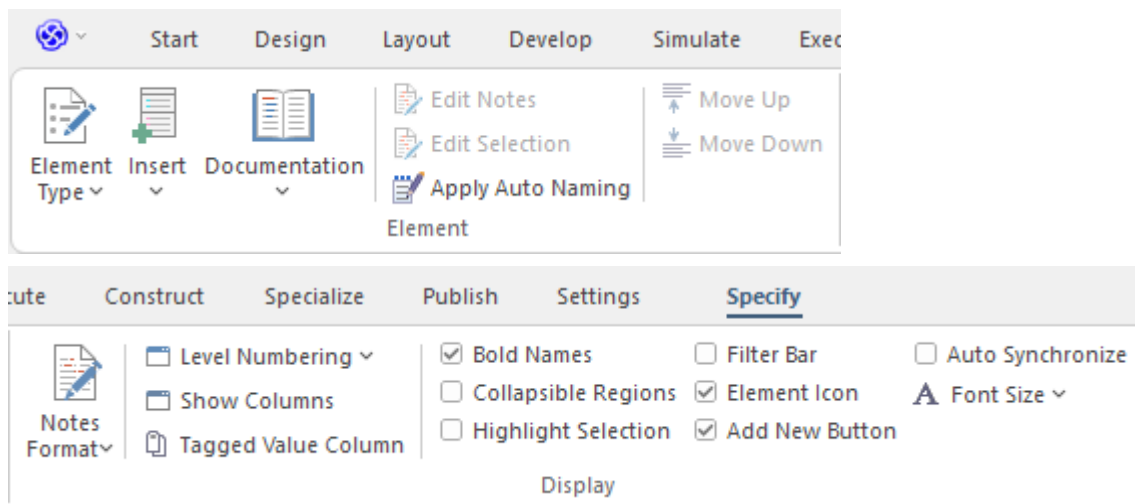 Start Design Layout Develop Simulate Exec
Element Type
Insert
Documentation
Edit Notes
Edit Selection
Apply Auto Naming
Move Up
Move Down
Element
cute Construct Specialize Publish Settings Specify
Notes Format
Level Numbering
Show Columns
Tagged Value Column
Bold Names
Collapsible Regions
Highlight Selection
Filter Bar
Element Icon
Add New Button
Auto Synchronize
A Font Size
Display